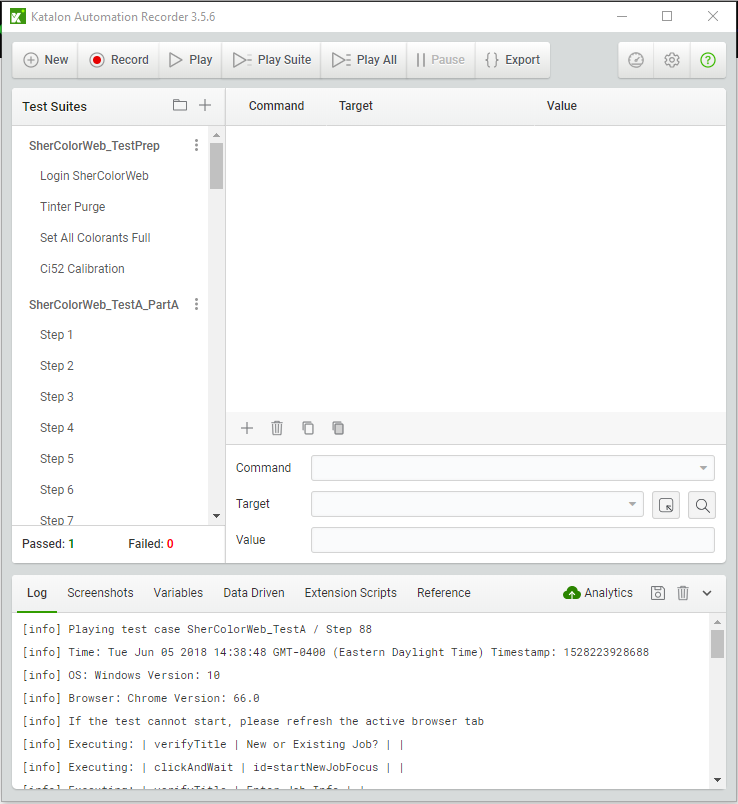 Katalon Automation Recorder 3.5.6
New Record Play Play Suite Play All Pause Export
Test Suites
Command Target Value
SherColorWeb_TestPrep
Login SherColorWeb
Tinter Purge
Set All Colorants Full
Ci52 Calibration
SherColorWeb_TestA_PartA
Step 1
Step 2
Step 3
Step 4
Step 5
Step 6
Step 7
Command
Target
Value
Passed: 1 Failed: 0
Log Screenshots Variables Data Driven Extension Scripts Reference Analytics
[info] Playing test case SherColorWeb_TestA / Step 88
[info] Time: Tue Jun 05 2018 14:38:48 GMT-0400 (Eastern Daylight Time) Timestamp: 1528223928688
[info] OS: Windows Version: 10
[info] Browser: Chrome Version: 66.0
[info] If the test cannot start, please refresh the active browser tab
[info] Executing: | verifyTitle | New or Existing Job? | |
[info] Executing: | clickAndWait | id=startNewJobFocus | |
[info] Executing: | verifyTitle | Enter Job Info | |